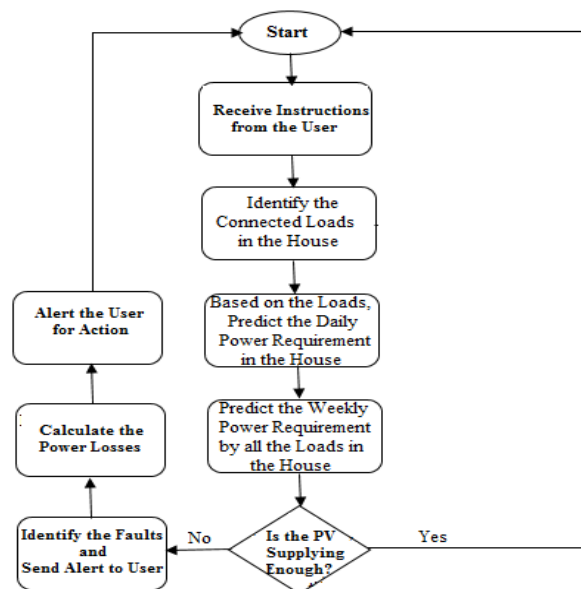 Start
Receive Instructions
from the User
Identify the
Connected Loads
in the House
Based on the Loads,
Predict the Daily
Power Requirement
in the House
Predict the Weekly
Power Requirement
by all the Loads in
the House
Is the PV
Supplying
Enough?
Yes
No
Identify the Faults
and
Send Alert to User
Calculate the
Power Losses
Alert the User
for Action